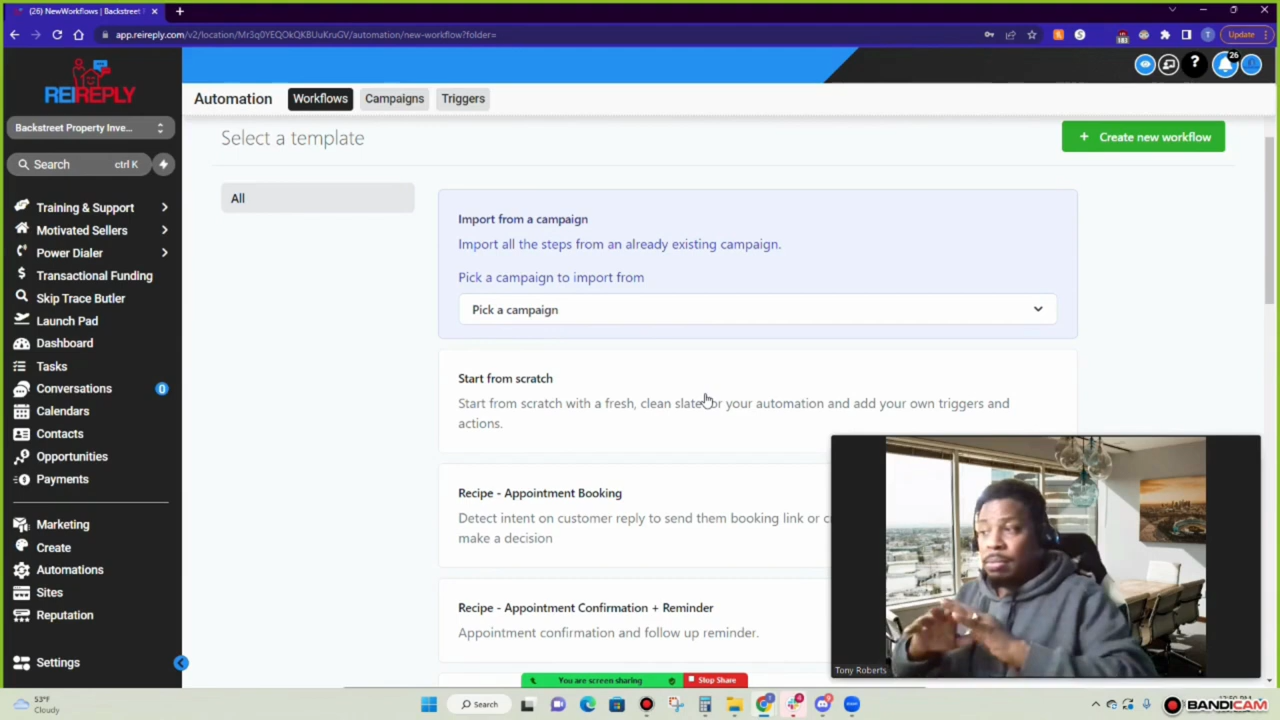 (26) NewWorkflows | Backstreet
app.reireply.com/v2/location/Mr3q0YEQOkQKBUuKruGV/automation/new-workflow?folder=
Update
REIREPLY
Backstreet Property Inve...
Search ctrl K
Training & Support
Motivated Sellers
Power Dialer
Transactional Funding
Skip Trace Butler
Launch Pad
Dashboard
Tasks
Conversations 0
Calendars
Contacts
Opportunities
Payments
Marketing
Create
Automations
Sites
Reputation
Settings
26
Automation Workflows Campaigns Triggers
Select a template
+ Create new workflow
All
Import from a campaign
Import all the steps from an already existing campaign.
Pick a campaign to import from
Pick a campaign
Start from scratch
Start from scratch with a fresh, clean slate for your automation and add your own triggers and
actions.
Recipe - Appointment Booking
Detect intent on customer reply to send them booking link or
make a decision
Recipe - Appointment Confirmation + Reminder
Appointment confirmation and follow up reminder.
Tony Roberts
You are screen sharing Stop Share
53°F
Cloudy
Search
BANDICAM